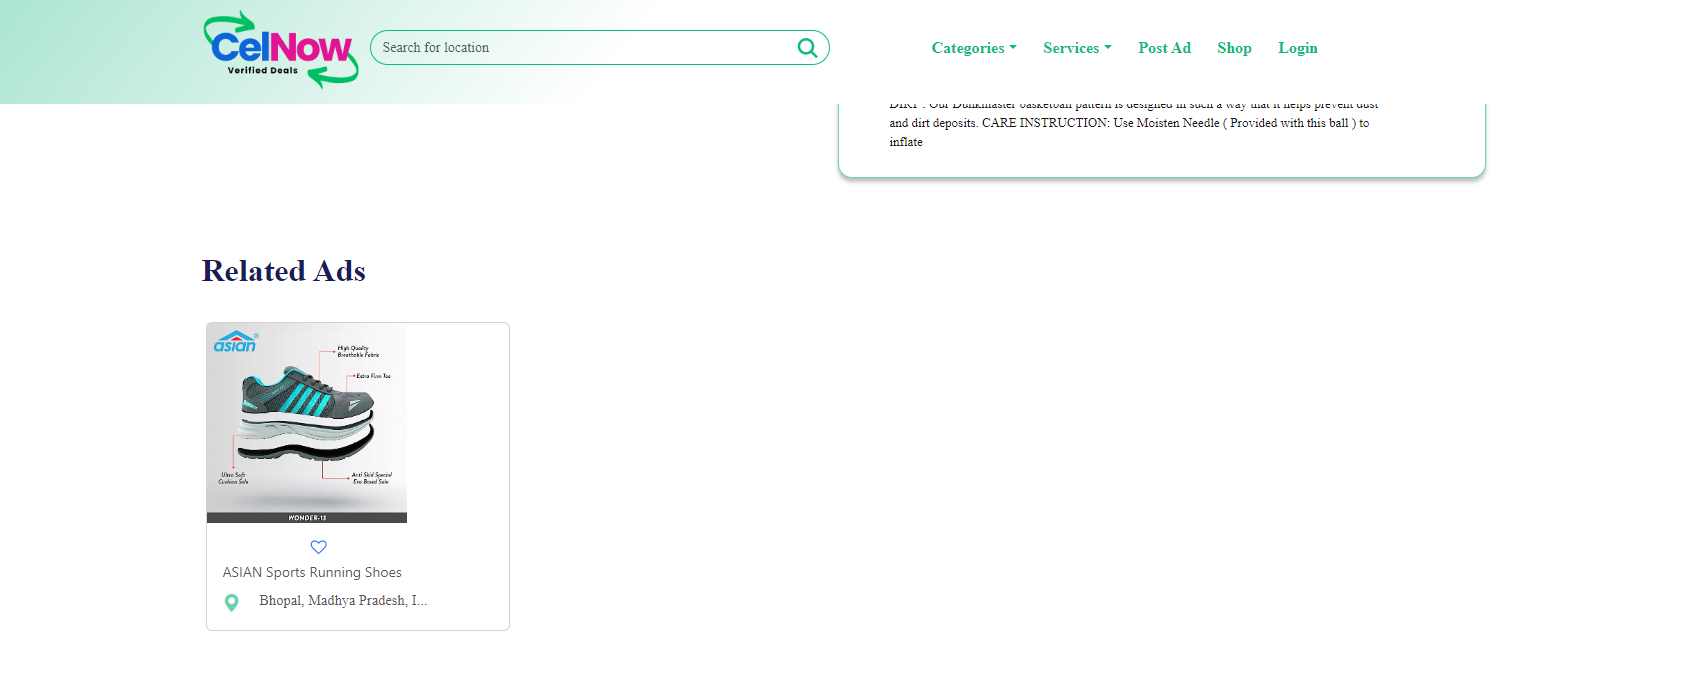 CelNow
Verified Deals
Search for location
Categories
Services
Post Ad
Shop
Login
DIRT : Our Dunkmaster basketball pattern is designed in such a way that it helps prevent dust
and dirt deposits. CARE INSTRUCTION: Use Moisten Needle ( Provided with this ball ) to
inflate
Related Ads
asian®
High Quality
Breathable Fabric
Extra Firm Toe
Ultra Soft
Cushion Sole
Anti Skid Special
Eva Based Sole
WONDER-13
ASIAN Sports Running Shoes
Bhopal, Madhya Pradesh, I...